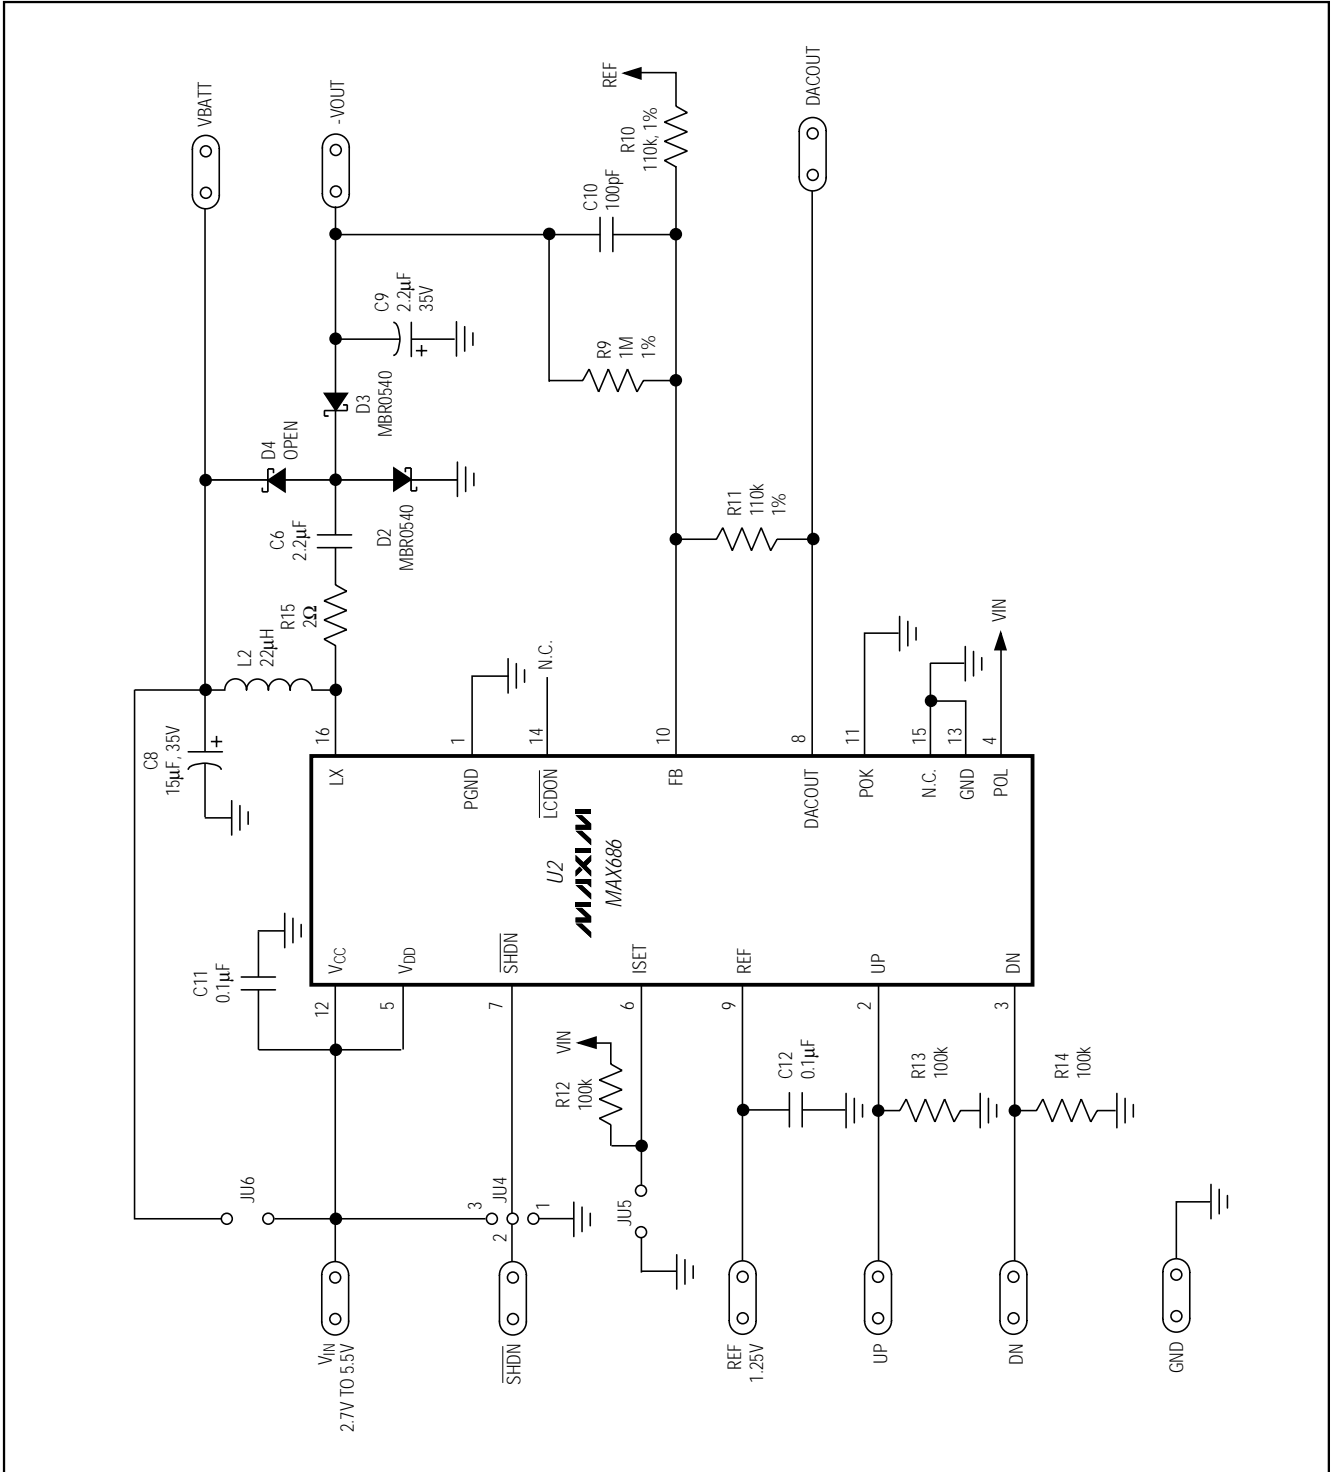 VBATT
-VOUT
REF
DACOUT
R10
110k, 1%
C10
100pF
C9
2.2µF
35V
R9
1M
1%
D3
MBR0540
D4
OPEN
C6
2.2µF
D2
MBR0540
R11
110k
1%
R15
2Ω
L2
22µH
C8
15µF, 35V
N.C.
VIN
16
1
14
10
8
11
15
13
4
LX
PGND
LCDON
FB
DACOUT
POK
N.C.
GND
POL
U2
MAXIM
MAX686
VCC
VDD
SHDN
ISET
REF
UP
DN
12
5
7
6
9
2
3
C11
0.1µF
VIN
R12
100k
C12
0.1µF
R13
100k
R14
100k
JU6
3
JU4
2
1
JU5
VIN
2.7V TO 5.5V
SHDN
REF
1.25V
UP
DN
GND